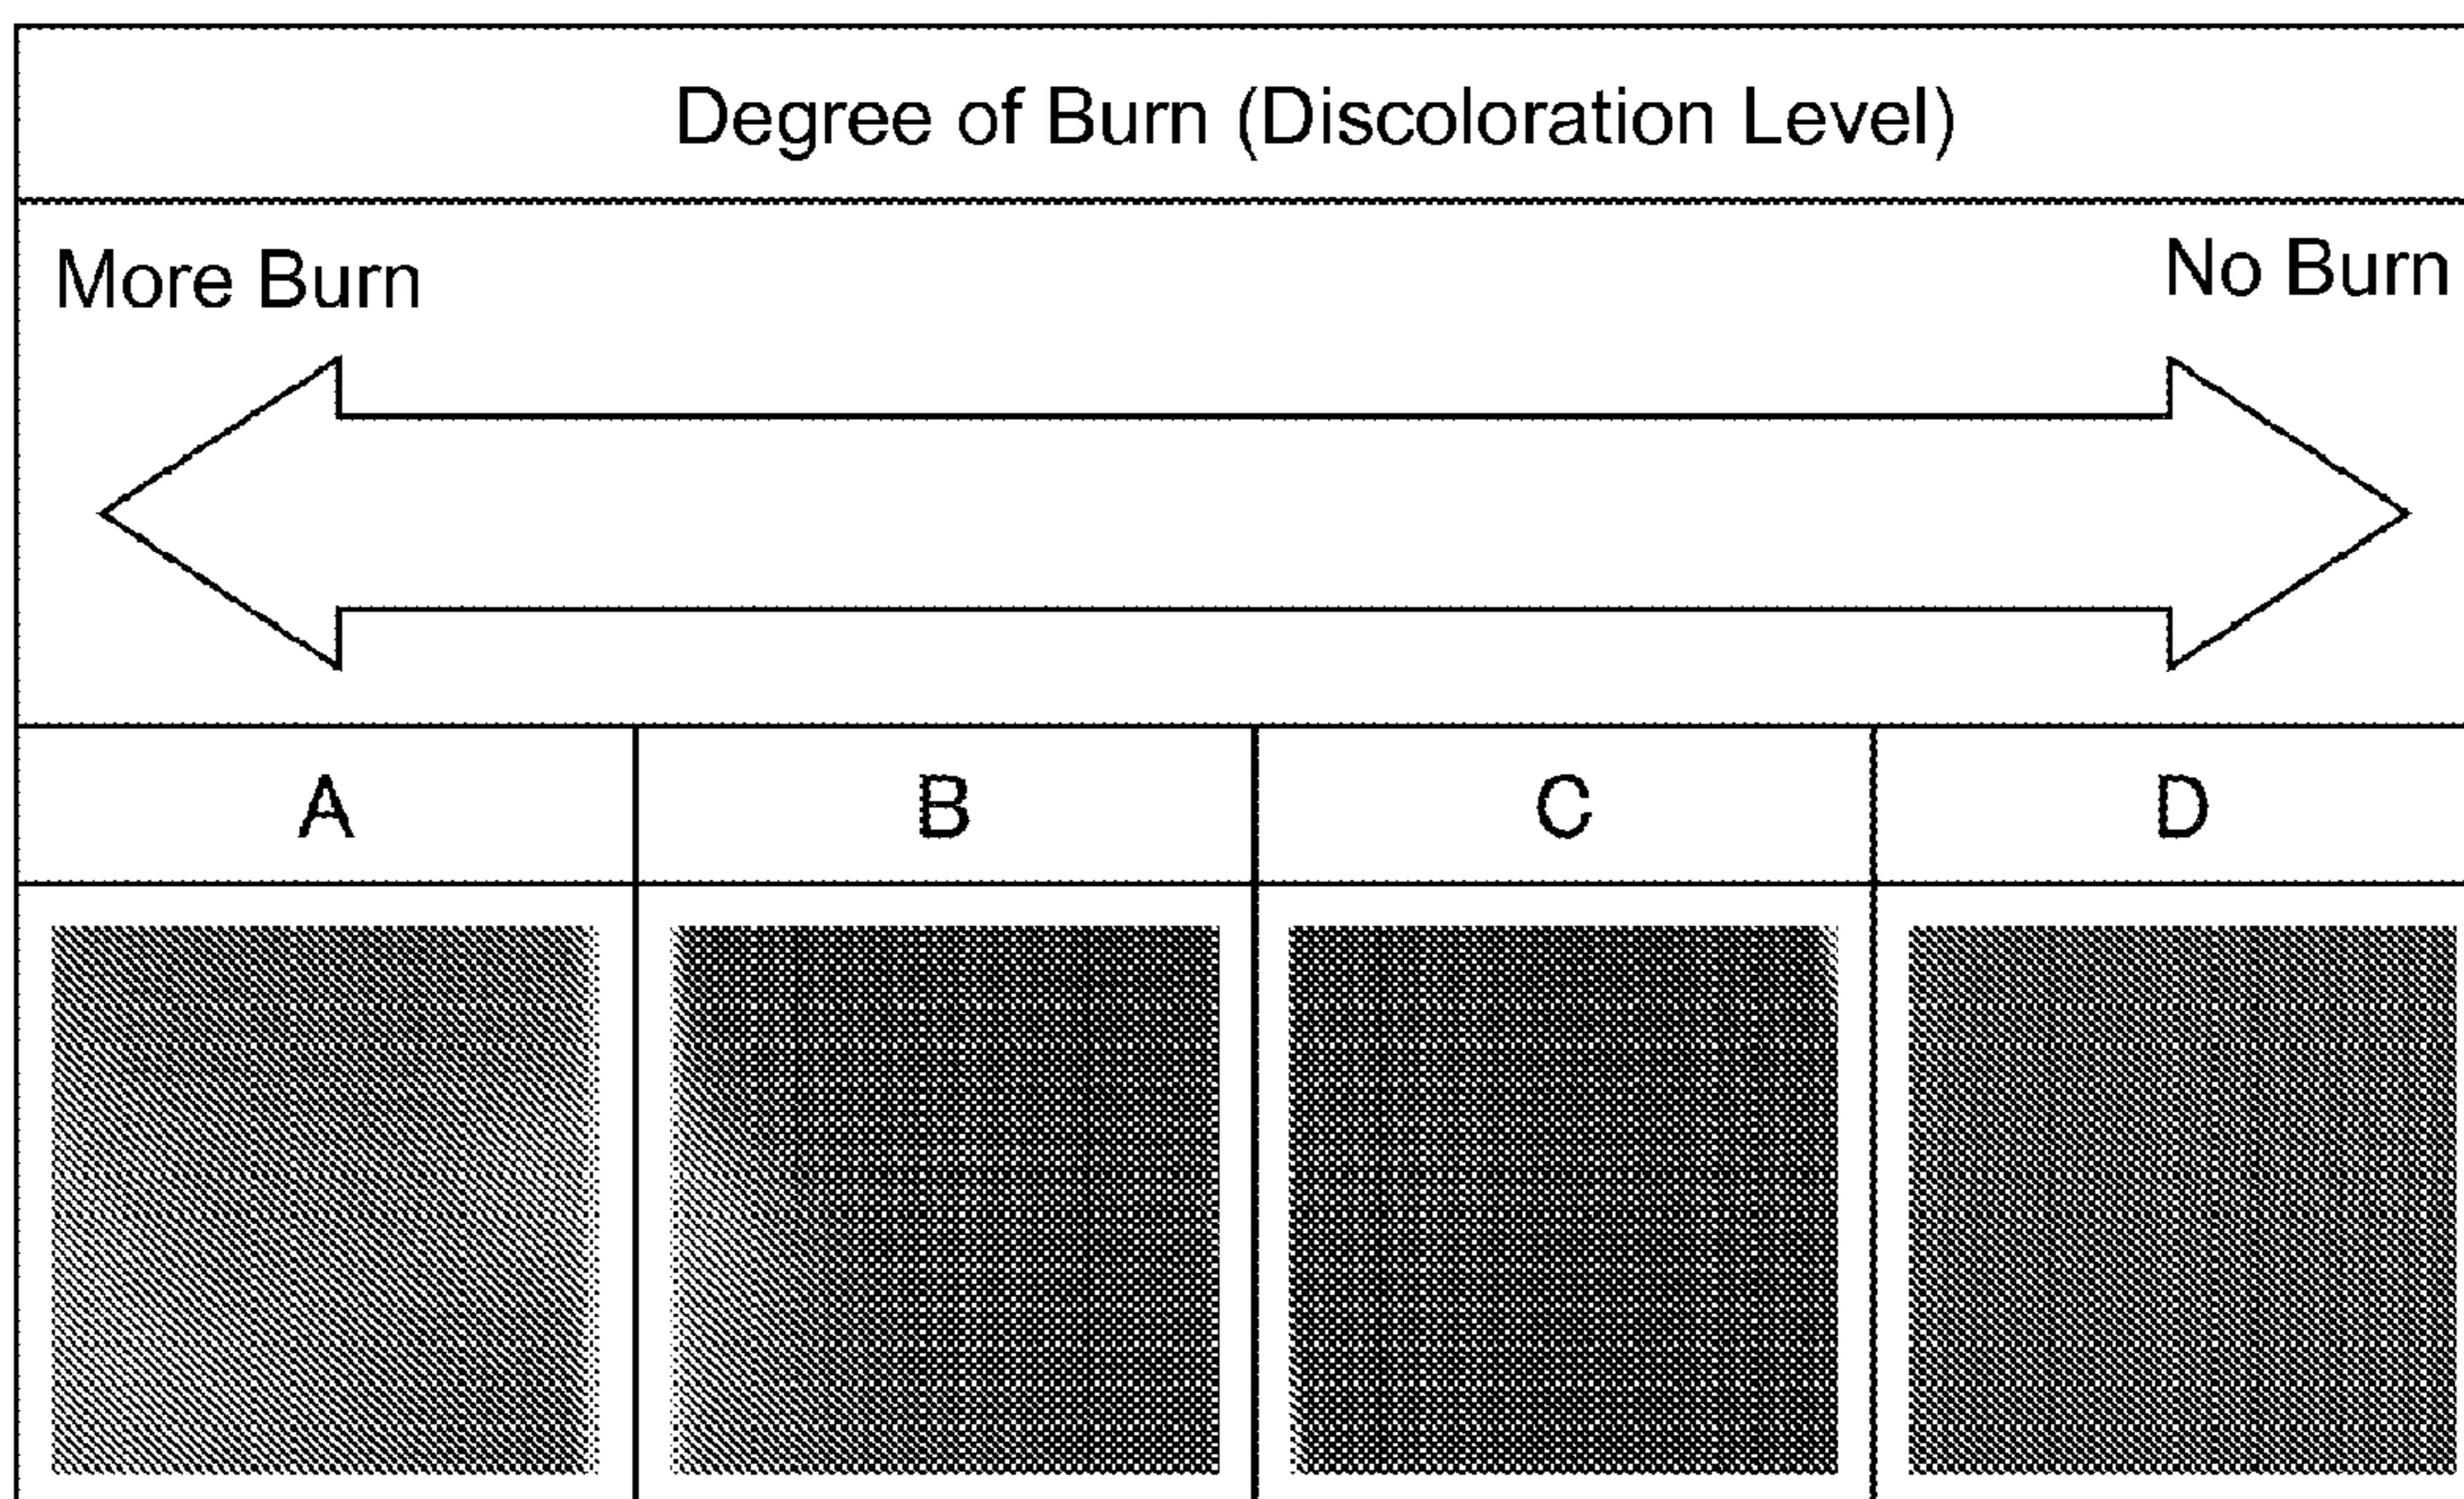 Degree of Burn (Discoloration Level)
More Burn
No Burn
A
B
C
D